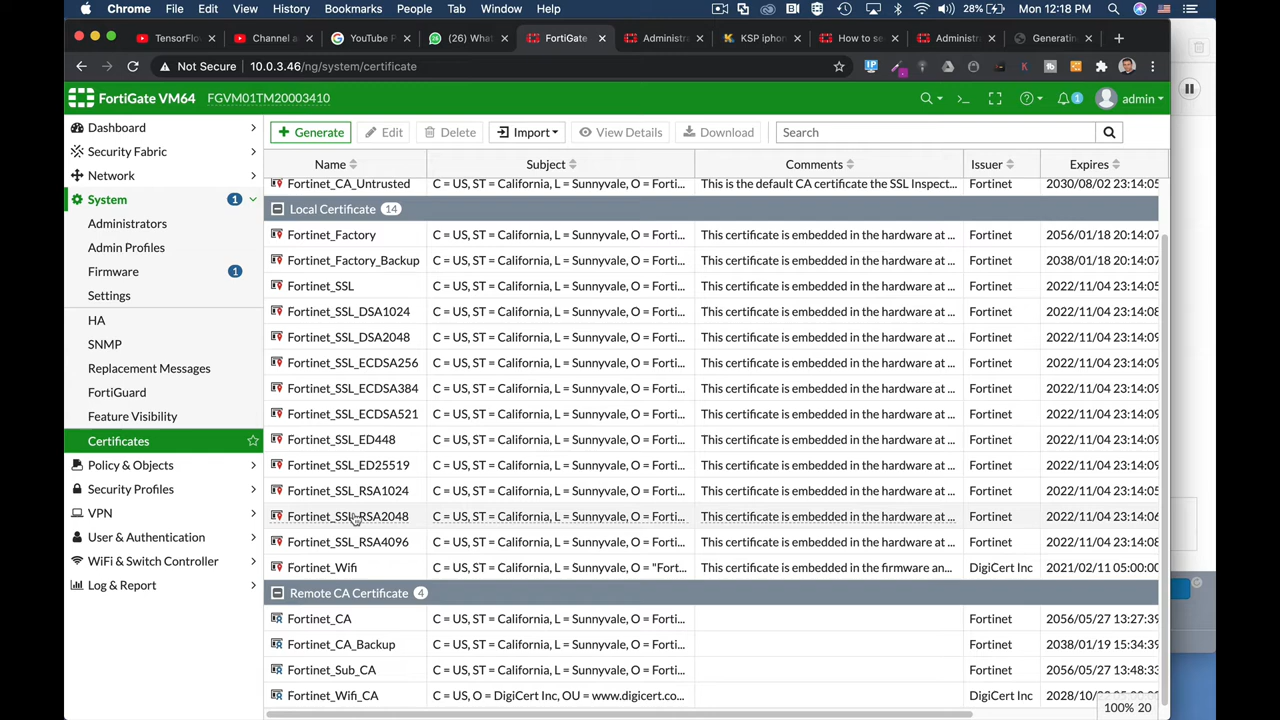 Chrome File Edit View History Bookmarks People Tab Window Help 28% Mon 12:18 PM
TensorFlo Channel a YouTube (26) FortiGate Administra How to se Administra Generating
Not Secure 10.0.3.46/ng/system/certificate
FortiGate VM64 FGVM01TM20003410 1 admin
Dashboard
Security Fabric
Network
System 1
Administrators
Admin Profiles
Firmware 1
Settings
HA
SNMP
Replacement Messages
FortiGuard
Feature Visibility
Certificates
Policy & Objects
Security Profiles
VPN
User & Authentication
WiFi & Switch Controller
Log & Report
+ Generate Edit Delete Import View Details Download Search
Name Subject Comments Issuer Expires
Fortinet_CA_Untrusted C = US, ST = California, L = Sunnyvale, O = Forti... This is the default CA certificate the SSL Inspect... Fortinet 2030/08/02 23:14:05
Local Certificate 14
Fortinet_Factory C = US, ST = California, L = Sunnyvale, O = Forti... This certificate is embedded in the hardware at ... Fortinet 2056/01/18 20:14:07
Fortinet_Factory_Backup C = US, ST = California, L = Sunnyvale, O = Forti... This certificate is embedded in the hardware at ... Fortinet 2038/01/18 20:14:07
Fortinet_SSL C = US, ST = California, L = Sunnyvale, O = Forti... This certificate is embedded in the hardware at ... Fortinet 2022/11/04 23:14:05
Fortinet_SSL_DSA1024 C = US, ST = California, L = Sunnyvale, O = Forti... This certificate is embedded in the hardware at ... Fortinet 2022/11/04 23:14:08
Fortinet_SSL_DSA2048 C = US, ST = California, L = Sunnyvale, O = Forti... This certificate is embedded in the hardware at ... Fortinet 2022/11/04 23:14:09
Fortinet_SSL_ECDSA256 C = US, ST = California, L = Sunnyvale, O = Forti... This certificate is embedded in the hardware at ... Fortinet 2022/11/04 23:14:09
Fortinet_SSL_ECDSA384 C = US, ST = California, L = Sunnyvale, O = Forti... This certificate is embedded in the hardware at ... Fortinet 2022/11/04 23:14:09
Fortinet_SSL_ECDSA521 C = US, ST = California, L = Sunnyvale, O = Forti... This certificate is embedded in the hardware at ... Fortinet 2022/11/04 23:14:09
Fortinet_SSL_ED448 C = US, ST = California, L = Sunnyvale, O = Forti... This certificate is embedded in the hardware at ... Fortinet 2022/11/04 23:14:09
Fortinet_SSL_ED25519 C = US, ST = California, L = Sunnyvale, O = Forti... This certificate is embedded in the hardware at ... Fortinet 2022/11/04 23:14:09
Fortinet_SSL_RSA1024 C = US, ST = California, L = Sunnyvale, O = Forti... This certificate is embedded in the hardware at ... Fortinet 2022/11/04 23:14:05
Fortinet_SSL_RSA2048 C = US, ST = California, L = Sunnyvale, O = Forti... This certificate is embedded in the hardware at ... Fortinet 2022/11/04 23:14:06
Fortinet_SSL_RSA4096 C = US, ST = California, L = Sunnyvale, O = Forti... This certificate is embedded in the hardware at ... Fortinet 2022/11/04 23:14:08
Fortinet_Wifi C = US, ST = California, L = Sunnyvale, O = "Fort... This certificate is embedded in the firmware an... DigiCert Inc 2021/02/11 05:00:00
Remote CA Certificate 4
Fortinet_CA C = US, ST = California, L = Sunnyvale, O = Forti... Fortinet 2056/05/27 13:27:39
Fortinet_CA_Backup C = US, ST = California, L = Sunnyvale, O = Forti... Fortinet 2038/01/19 15:34:39
Fortinet_Sub_CA C = US, ST = California, L = Sunnyvale, O = Forti... Fortinet 2056/05/27 13:48:33
Fortinet_Wifi_CA C = US, O = DigiCert Inc, OU = www.digicert.co... DigiCert Inc 2028/10/
100% 20